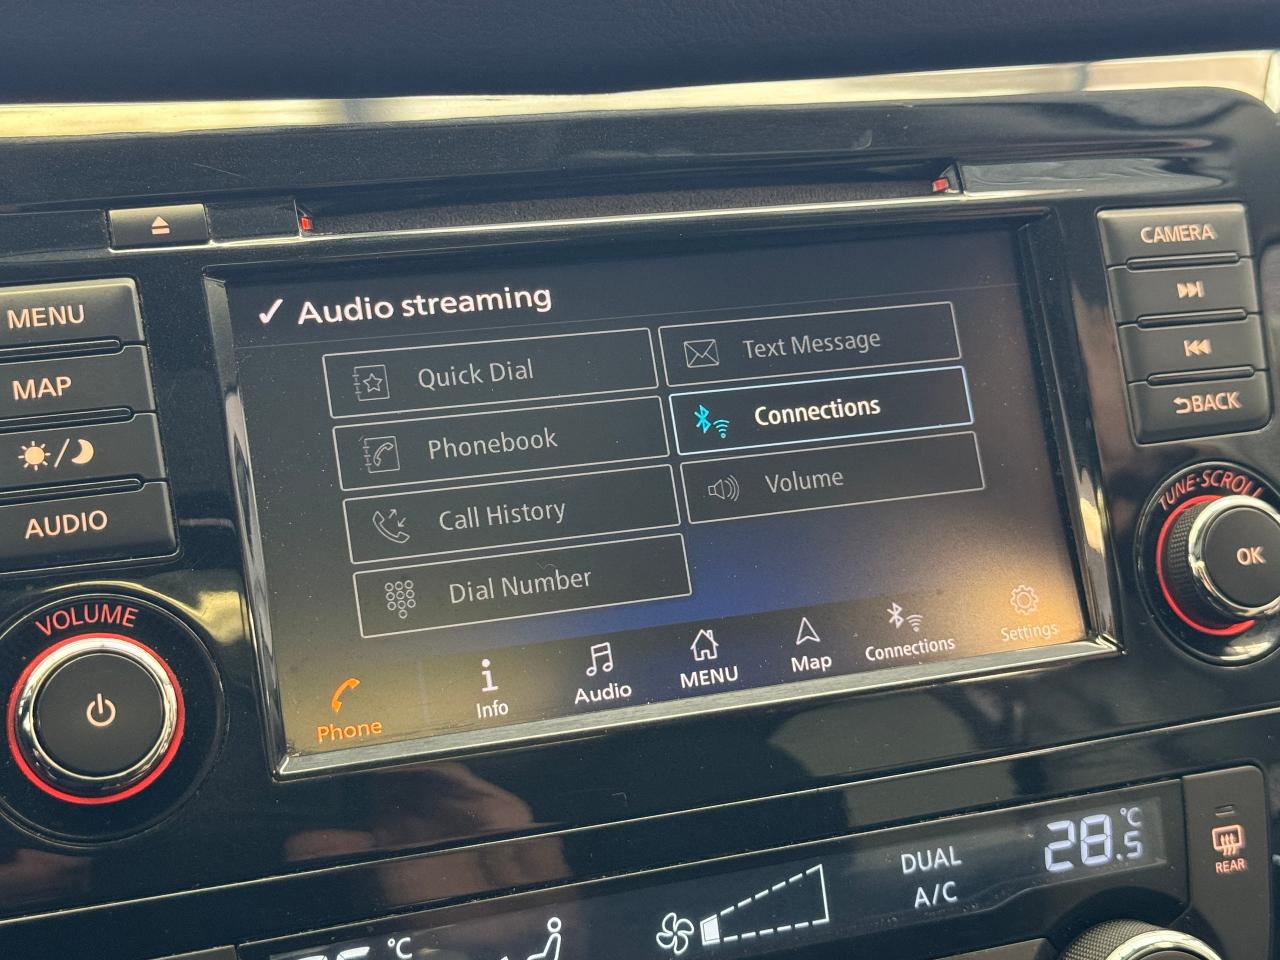 ✓ Audio streaming
Quick Dial
Text Message
Phonebook
Connections
Call History
Volume
Dial Number
Phone
Info
Audio
MENU
Map
Connections
Settings
MENU
MAP
AUDIO
VOLUME
CAMERA
BACK
TUNE·SCROLL
OK
DUAL
A/C
28.5
°C
REAR
°C